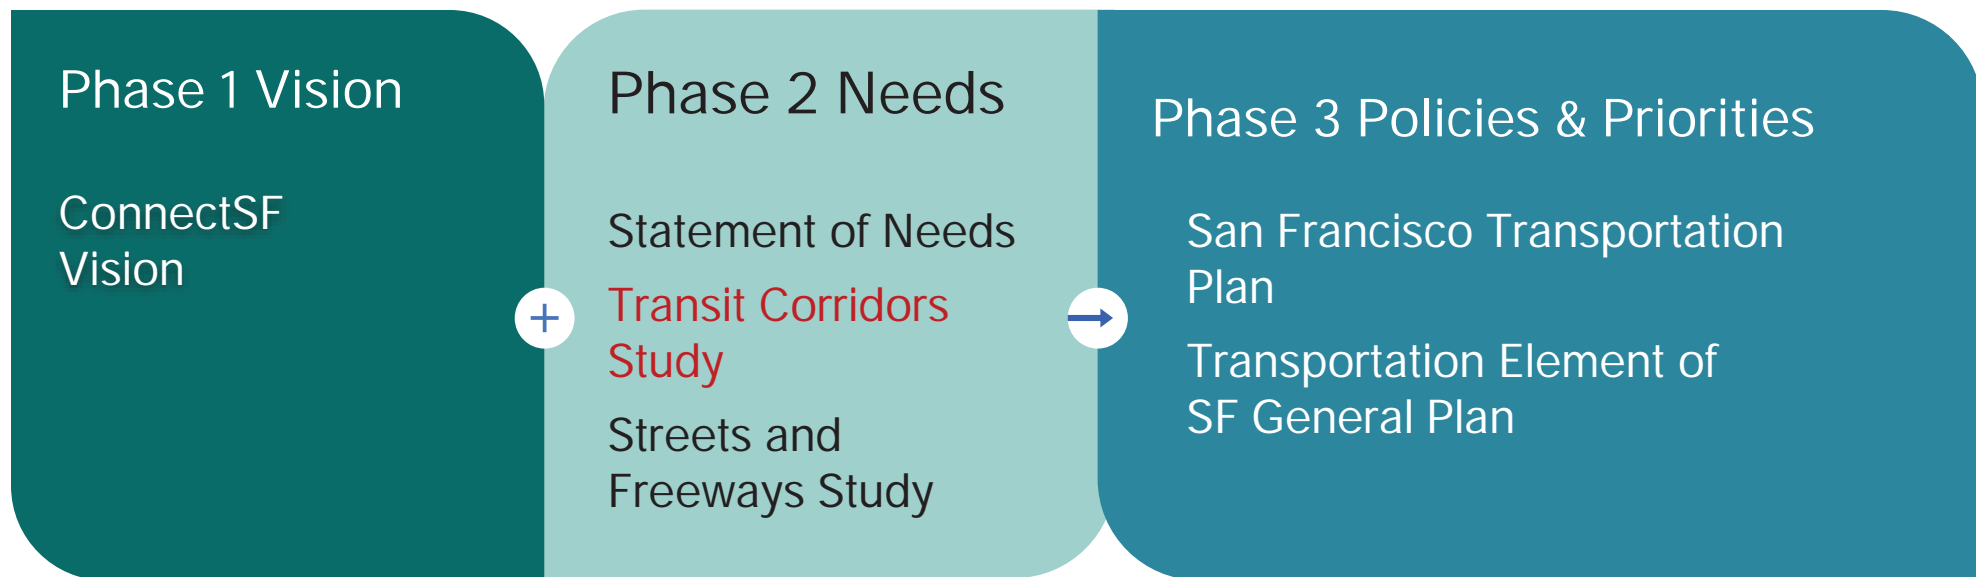 Phase 1 Vision
ConnectSF
Vision
+
Phase 2 Needs
Statement of Needs
Transit Corridors
Study
Streets and
Freeways Study
Phase 3 Policies & Priorities
San Francisco Transportation
Plan
Transportation Element of
SF General Plan